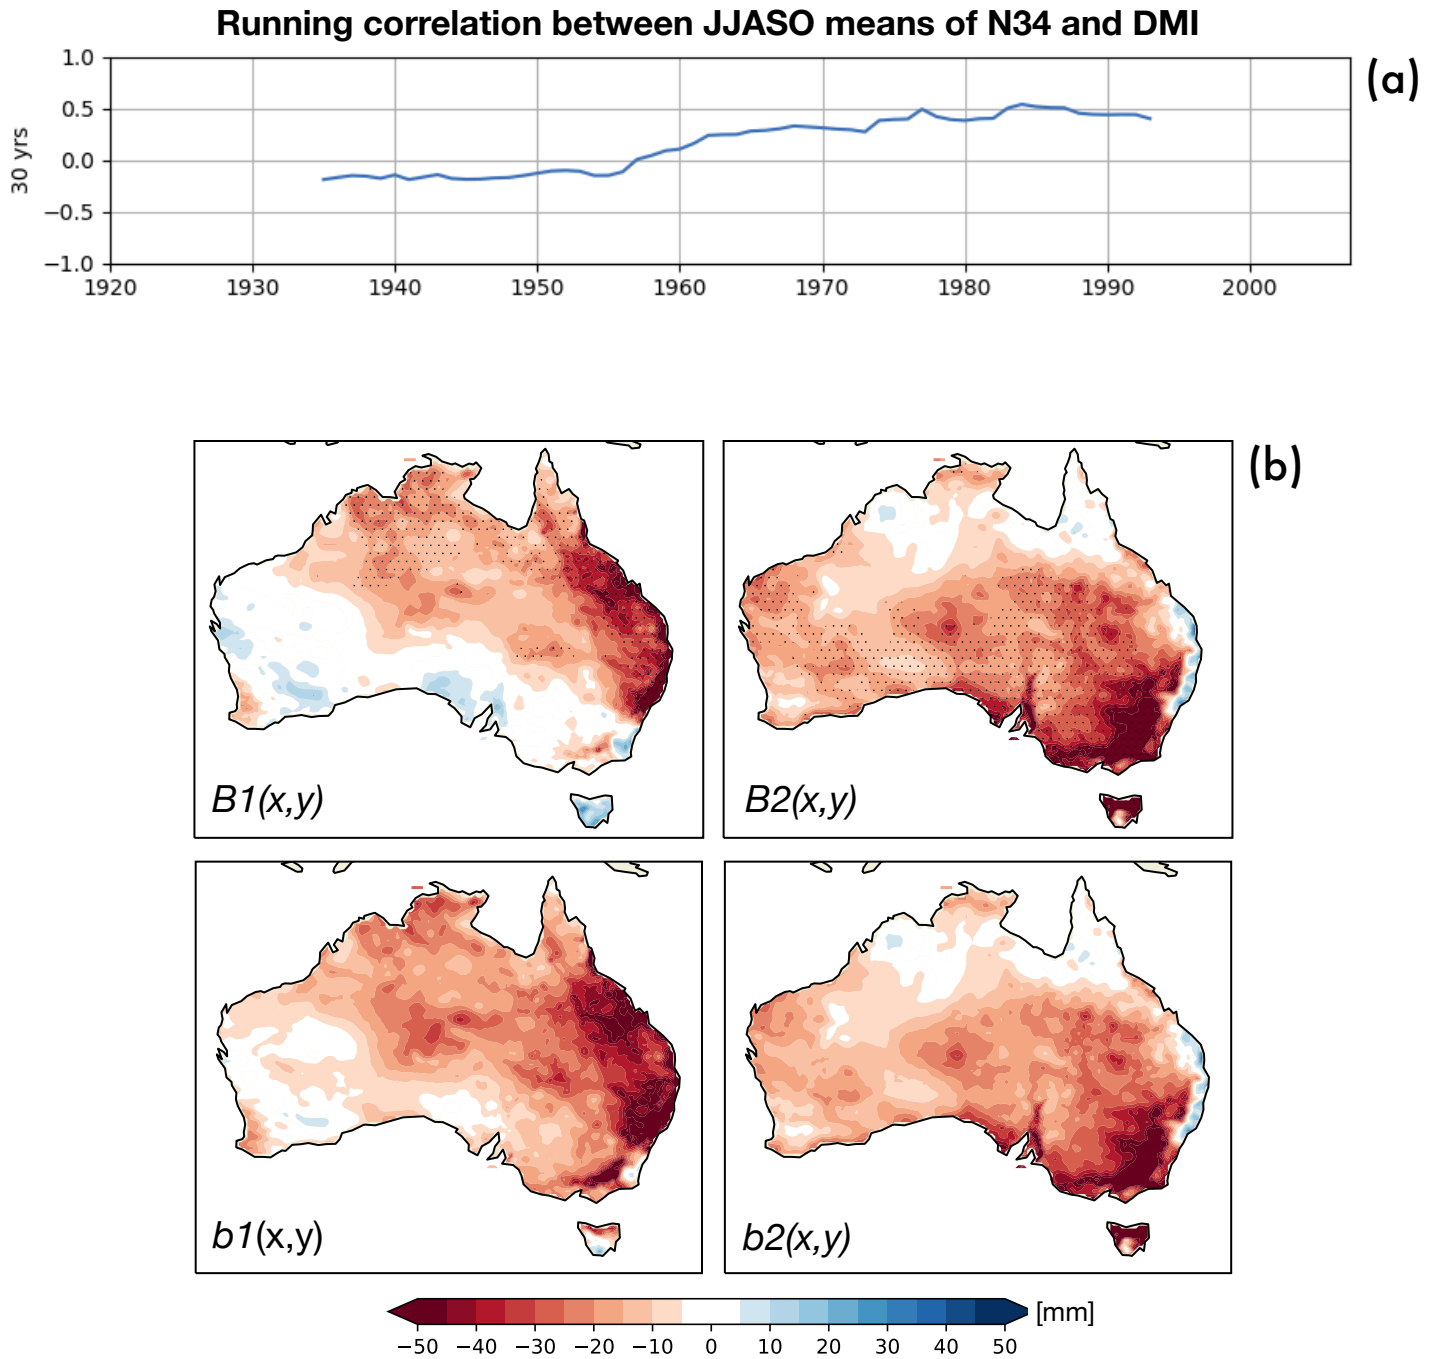 Running correlation between JJASO means of N34 and DMI
(a)
30 yrs
1.0
0.5
0.0
−0.5
−1.0
1920 1930 1940 1950 1960 1970 1980 1990 2000
(b)
B1(x,y) B2(x,y)
b1(x,y) b2(x,y)
[mm]
−50 −40 −30 −20 −10 0 10 20 30 40 50